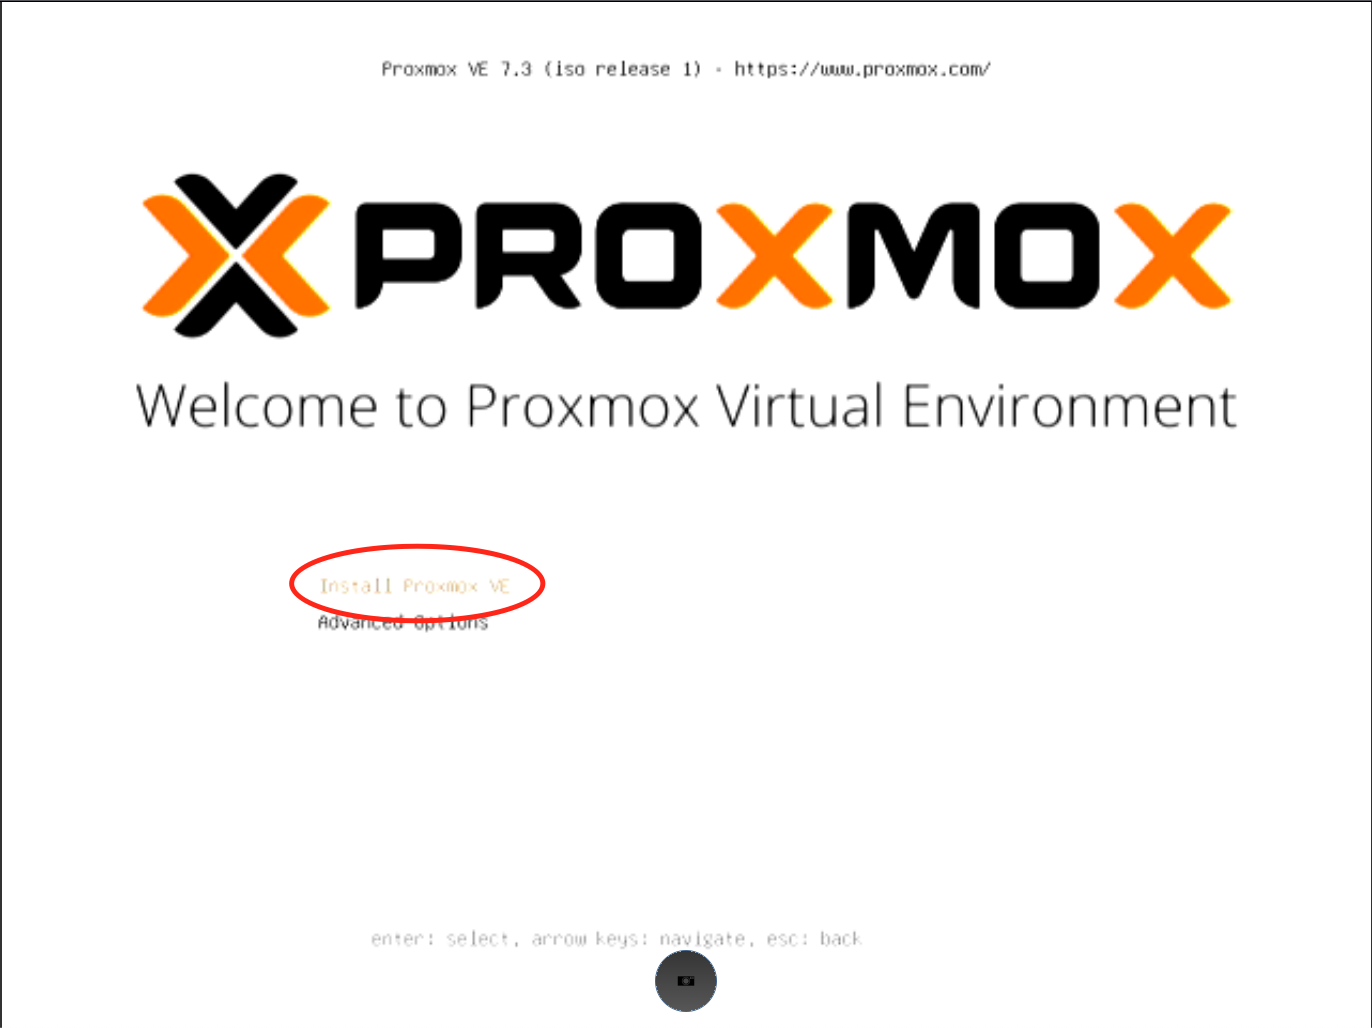 Proxmox VE 7.3 (iso release 1) - https://www.proxmox.com/
PROXMOX
Welcome to Proxmox Virtual Environment
Install Proxmox VE
Advanced Options
enter: select, arrow keys: navigate, esc: back